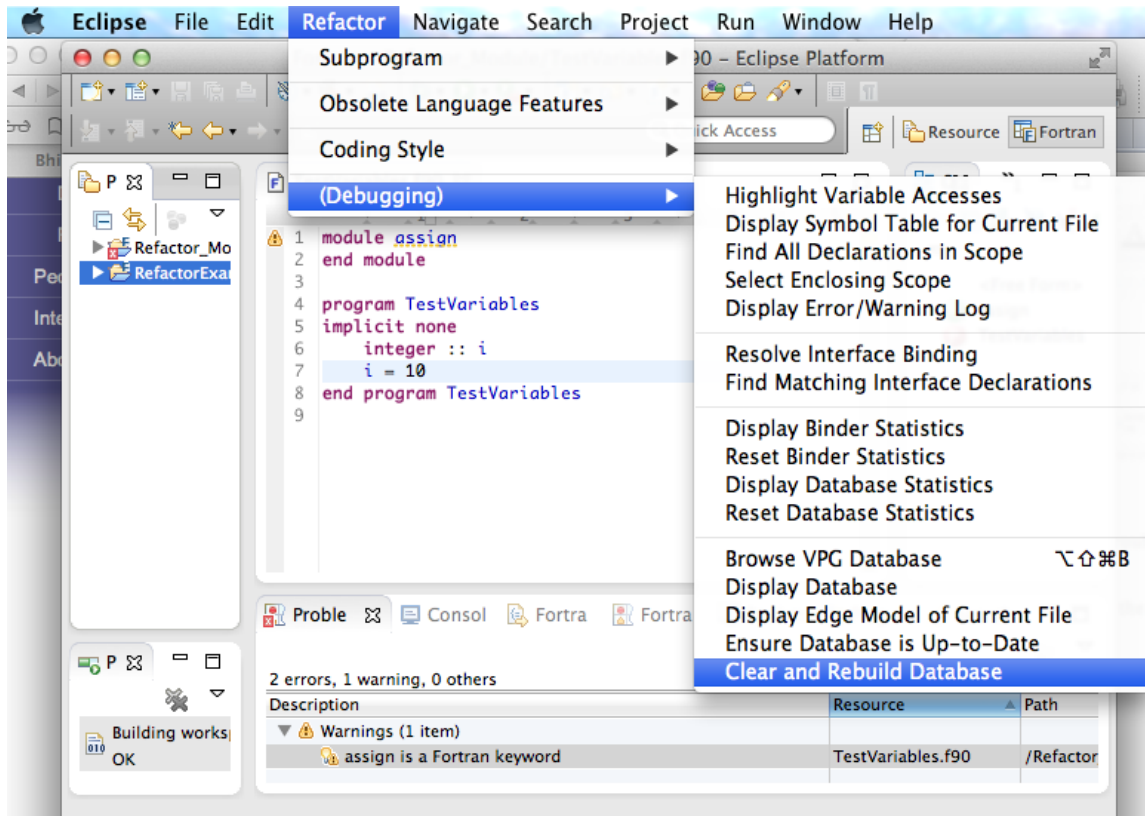 Eclipse File Edit Refactor Navigate Search Project Run Window Help
90 – Eclipse Platform
Subprogram
Obsolete Language Features
Coding Style
(Debugging)
ick Access
Resource
Fortran
Bhi
Peo
Inte
Abo
P
Refactor_Mo
RefactorExa
1 module assign
2 end module
3
4 program TestVariables
5 implicit none
6 integer :: i
7 i = 10
8 end program TestVariables
9
Highlight Variable Accesses
Display Symbol Table for Current File
Find All Declarations in Scope
Select Enclosing Scope
Display Error/Warning Log
Resolve Interface Binding
Find Matching Interface Declarations
Display Binder Statistics
Reset Binder Statistics
Display Database Statistics
Reset Database Statistics
Browse VPG Database ⌥⇧⌘B
Display Database
Display Edge Model of Current File
Ensure Database is Up-to-Date
Clear and Rebuild Database
Proble Consol Fortra Fortra
2 errors, 1 warning, 0 others
Description Resource Path
Warnings (1 item)
assign is a Fortran keyword TestVariables.f90 /Refactor
P
Building works
OK